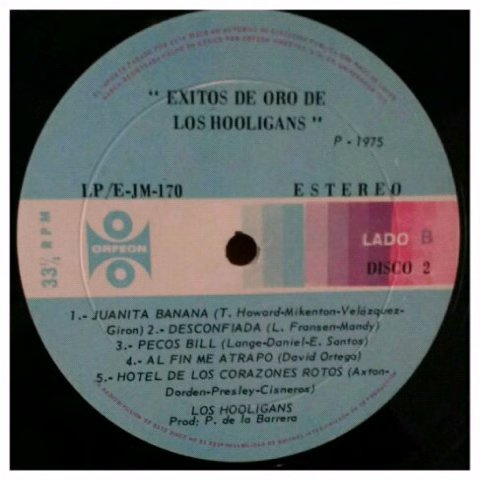 " EXITOS DE ORO DE
LOS HOOLIGANS "
P - 1975
LP/E-JM-170
ESTEREO
33⅓ RPM
ORFEON
LADO B
DISCO 2
1.- JUANITA BANANA (T. Howard-Mikenton-Velázquez-
Giron) 2.- DESCONFIADA (L. Fransen-Mandy)
3.- PECOS BILL (Lange-Daniel-E. Santos)
4.- AL FIN ME ATRAPO (David Ortega)
5.- HOTEL DE LOS CORAZONES ROTOS (Axton-
Dorden-Presley-Cisneros)
LOS HOOLIGANS
Prod: P. de la Barrera